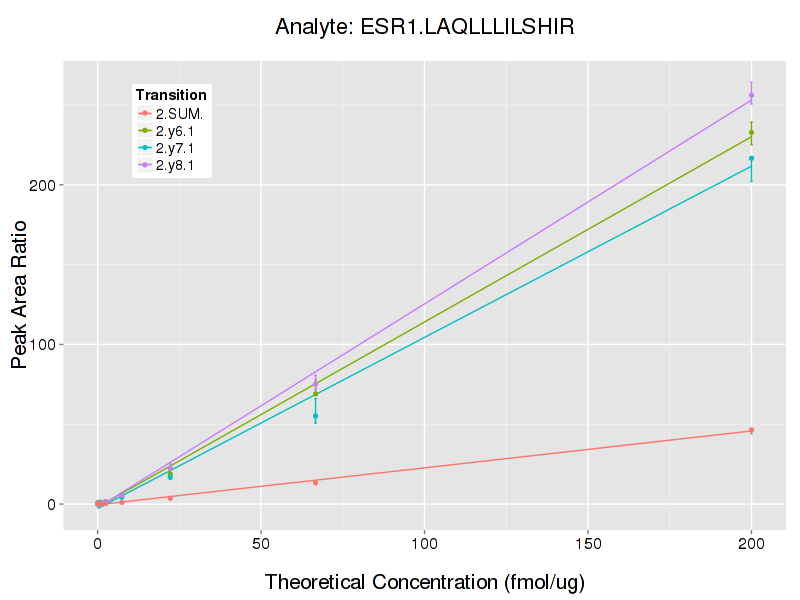 Analyte: ESR1.LAQLLLILSHIR
Transition
2.SUM.
2.y6.1
2.y7.1
2.y8.1
Peak Area Ratio
200
100
0
0 50 100 150 200
Theoretical Concentration (fmol/ug)